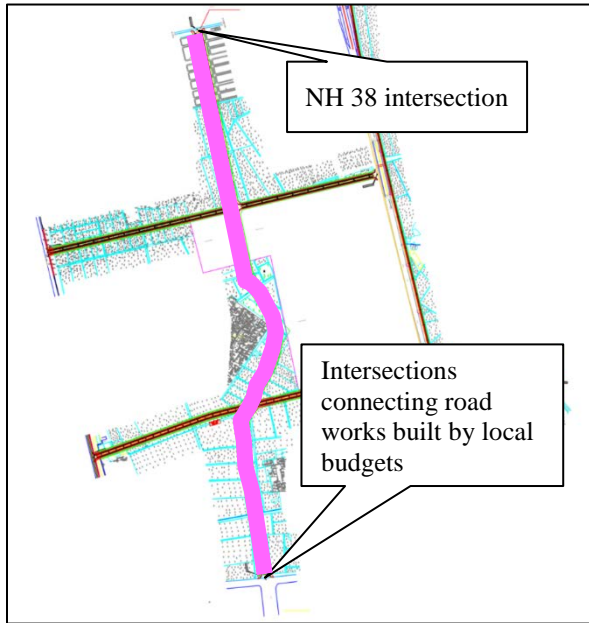 NH 38 intersection
Intersections
connecting road
works built by local
budgets